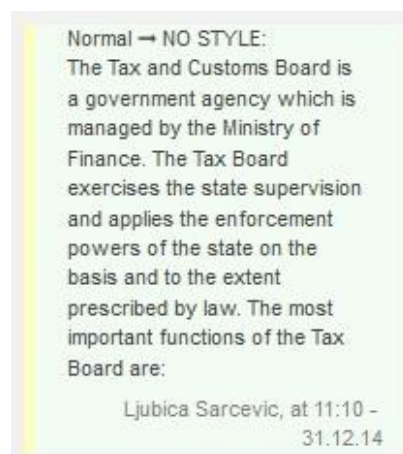 Normal → NO STYLE:
The Tax and Customs Board is
a government agency which is
managed by the Ministry of
Finance. The Tax Board
exercises the state supervision
and applies the enforcement
powers of the state on the
basis and to the extent
prescribed by law. The most
important functions of the Tax
Board are:
Ljubica Sarcevic, at 11:10 -
31.12.14